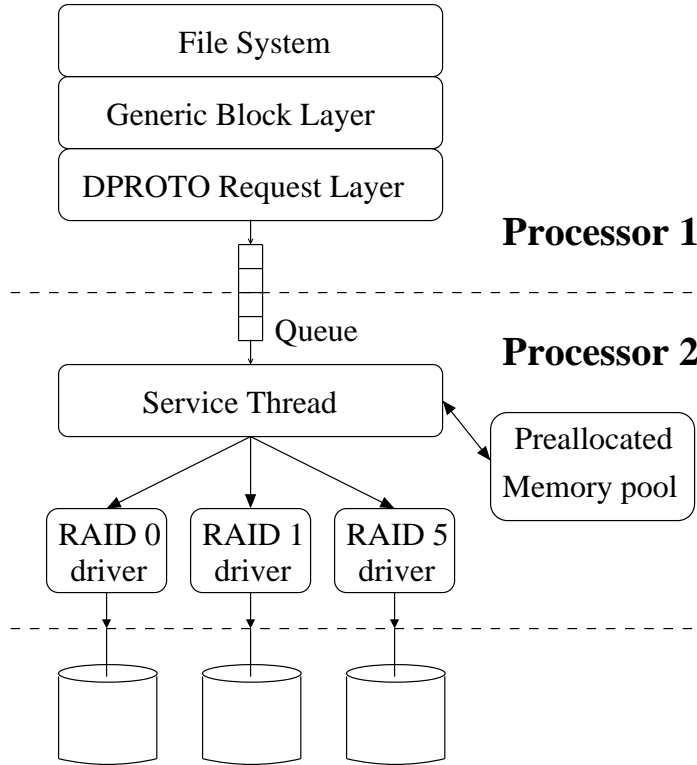 File System
Generic Block Layer
DPROTO Request Layer
Processor 1
Queue
Processor 2
Service Thread
Preallocated
Memory pool
RAID 0
driver
RAID 1
driver
RAID 5
driver